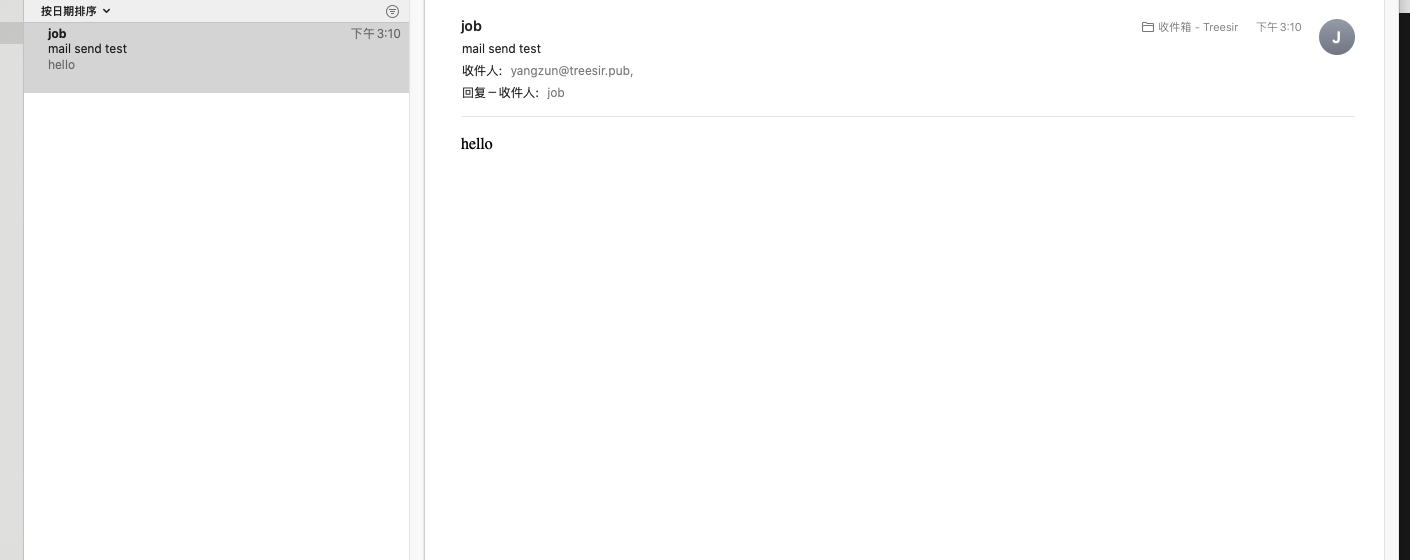 按日期排序
job 下午 3:10
mail send test
hello
job
收件箱 - Treesir 下午 3:10
J
mail send test
收件人： yangzun@treesir.pub,
回复－收件人： job
hello